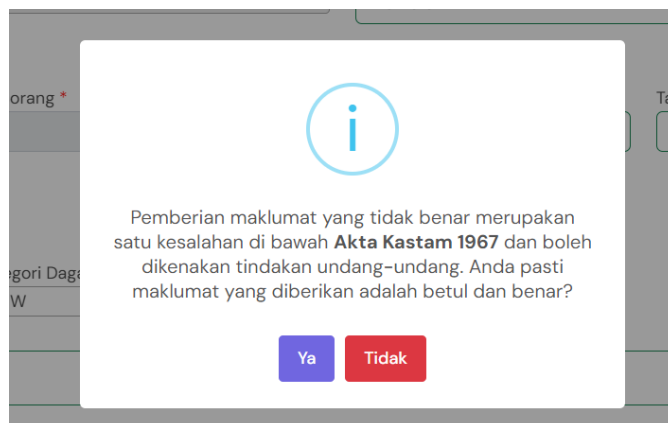 orang *
Ta
i
Pemberian maklumat yang tidak benar merupakan
satu kesalahan di bawah Akta Kastam 1967 dan boleh
dikenakan tindakan undang-undang. Anda pasti
maklumat yang diberikan adalah betul dan benar?
egori Daga
W
Ya Tidak